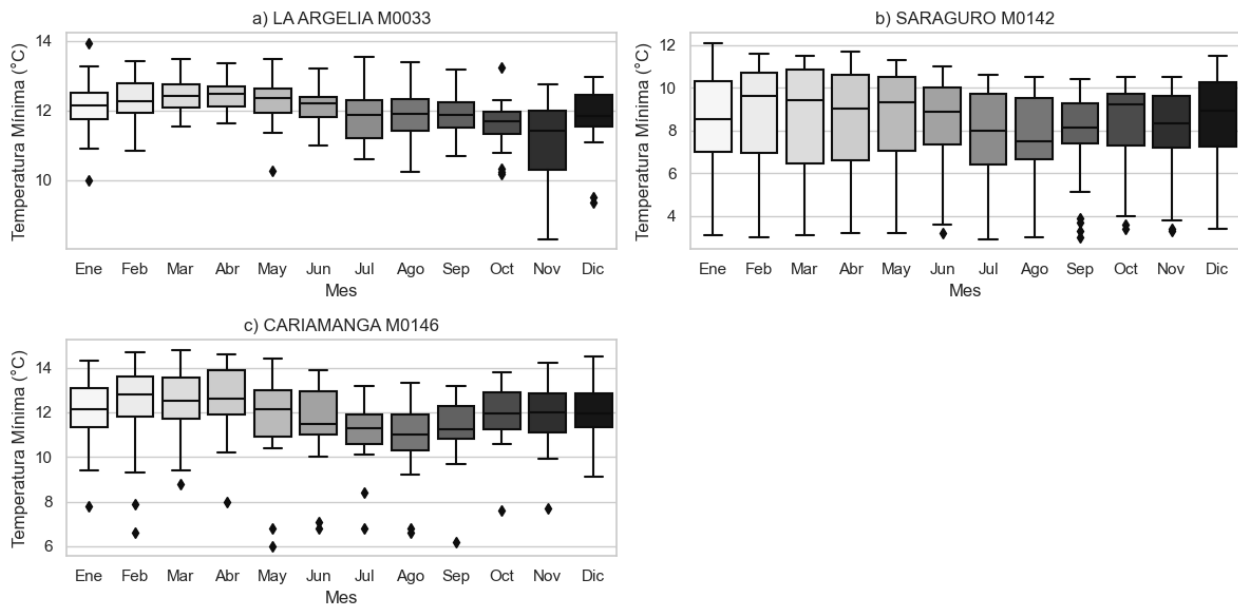 a) LA ARGELIA M0033
Temperatura Mínima (°C)
14
12
10
Ene Feb Mar Abr May Jun Jul Ago Sep Oct Nov Dic
Mes
b) SARAGURO M0142
Temperatura Mínima (°C)
12
10
8
6
4
Ene Feb Mar Abr May Jun Jul Ago Sep Oct Nov Dic
Mes
c) CARIAMANGA M0146
Temperatura Mínima (°C)
14
12
10
8
6
Ene Feb Mar Abr May Jun Jul Ago Sep Oct Nov Dic
Mes